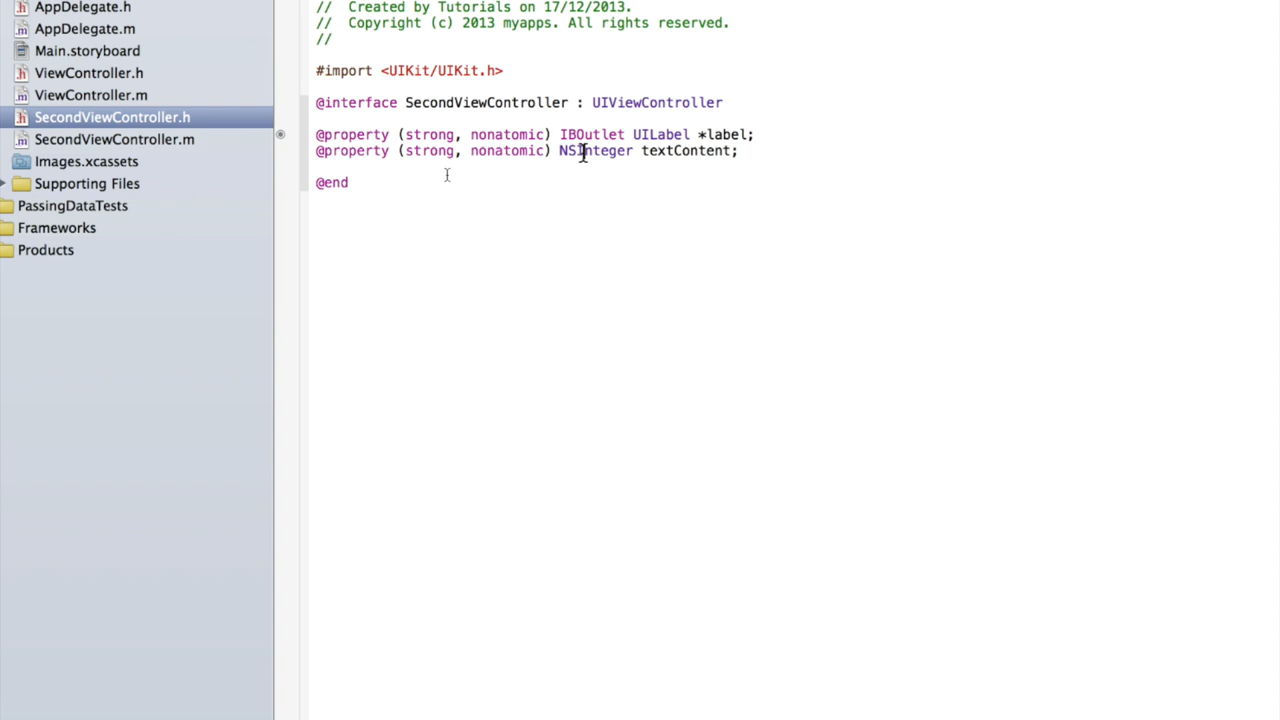 AppDelegate.h
AppDelegate.m
Main.storyboard
ViewController.h
ViewController.m
SecondViewController.h
SecondViewController.m
Images.xcassets
Supporting Files
PassingDataTests
Frameworks
Products
//  Created by Tutorials on 17/12/2013.
//  Copyright (c) 2013 myapps. All rights reserved.
//
#import <UIKit/UIKit.h>
@interface SecondViewController : UIViewController
@property (strong, nonatomic) IBOutlet UILabel *label;
@property (strong, nonatomic) NSInteger textContent;
@end